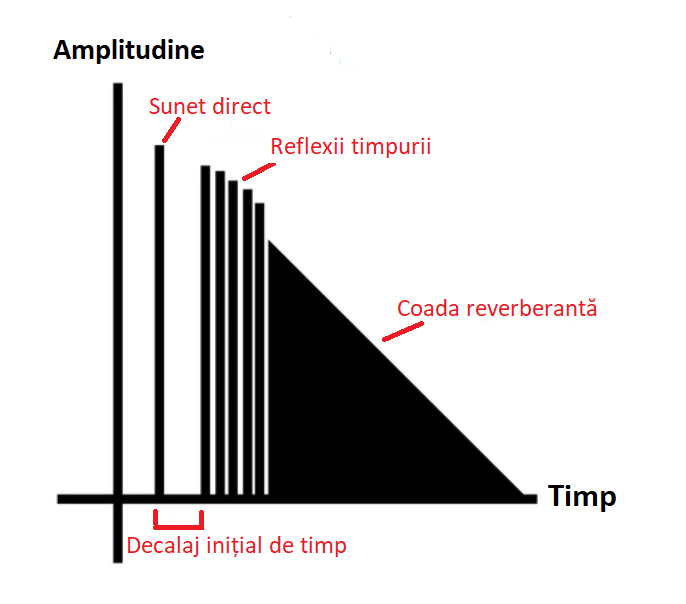 Amplitudine
Sunet direct
Reflexii timpurii
Coada reverberantă
Timp
Decalaj inițial de timp